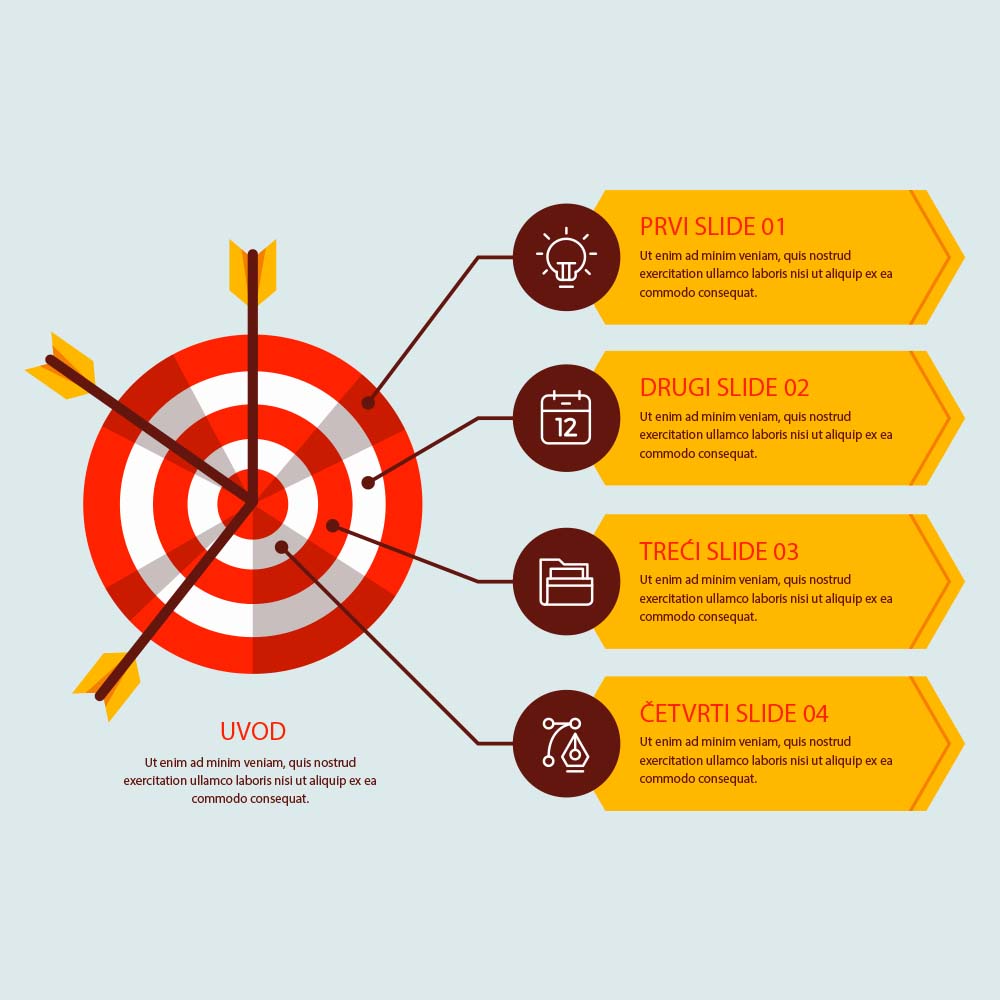 PRVI SLIDE 01
Ut enim ad minim veniam, quis nostrud
exercitation ullamco laboris nisi ut aliquip ex ea
commodo consequat.
DRUGI SLIDE 02
Ut enim ad minim veniam, quis nostrud
exercitation ullamco laboris nisi ut aliquip ex ea
commodo consequat.
12
TREĆI SLIDE 03
Ut enim ad minim veniam, quis nostrud
exercitation ullamco laboris nisi ut aliquip ex ea
commodo consequat.
ČETVRTI SLIDE 04
Ut enim ad minim veniam, quis nostrud
exercitation ullamco laboris nisi ut aliquip ex ea
commodo consequat.
UVOD
Ut enim ad minim veniam, quis nostrud
exercitation ullamco laboris nisi ut aliquip ex ea
commodo consequat.